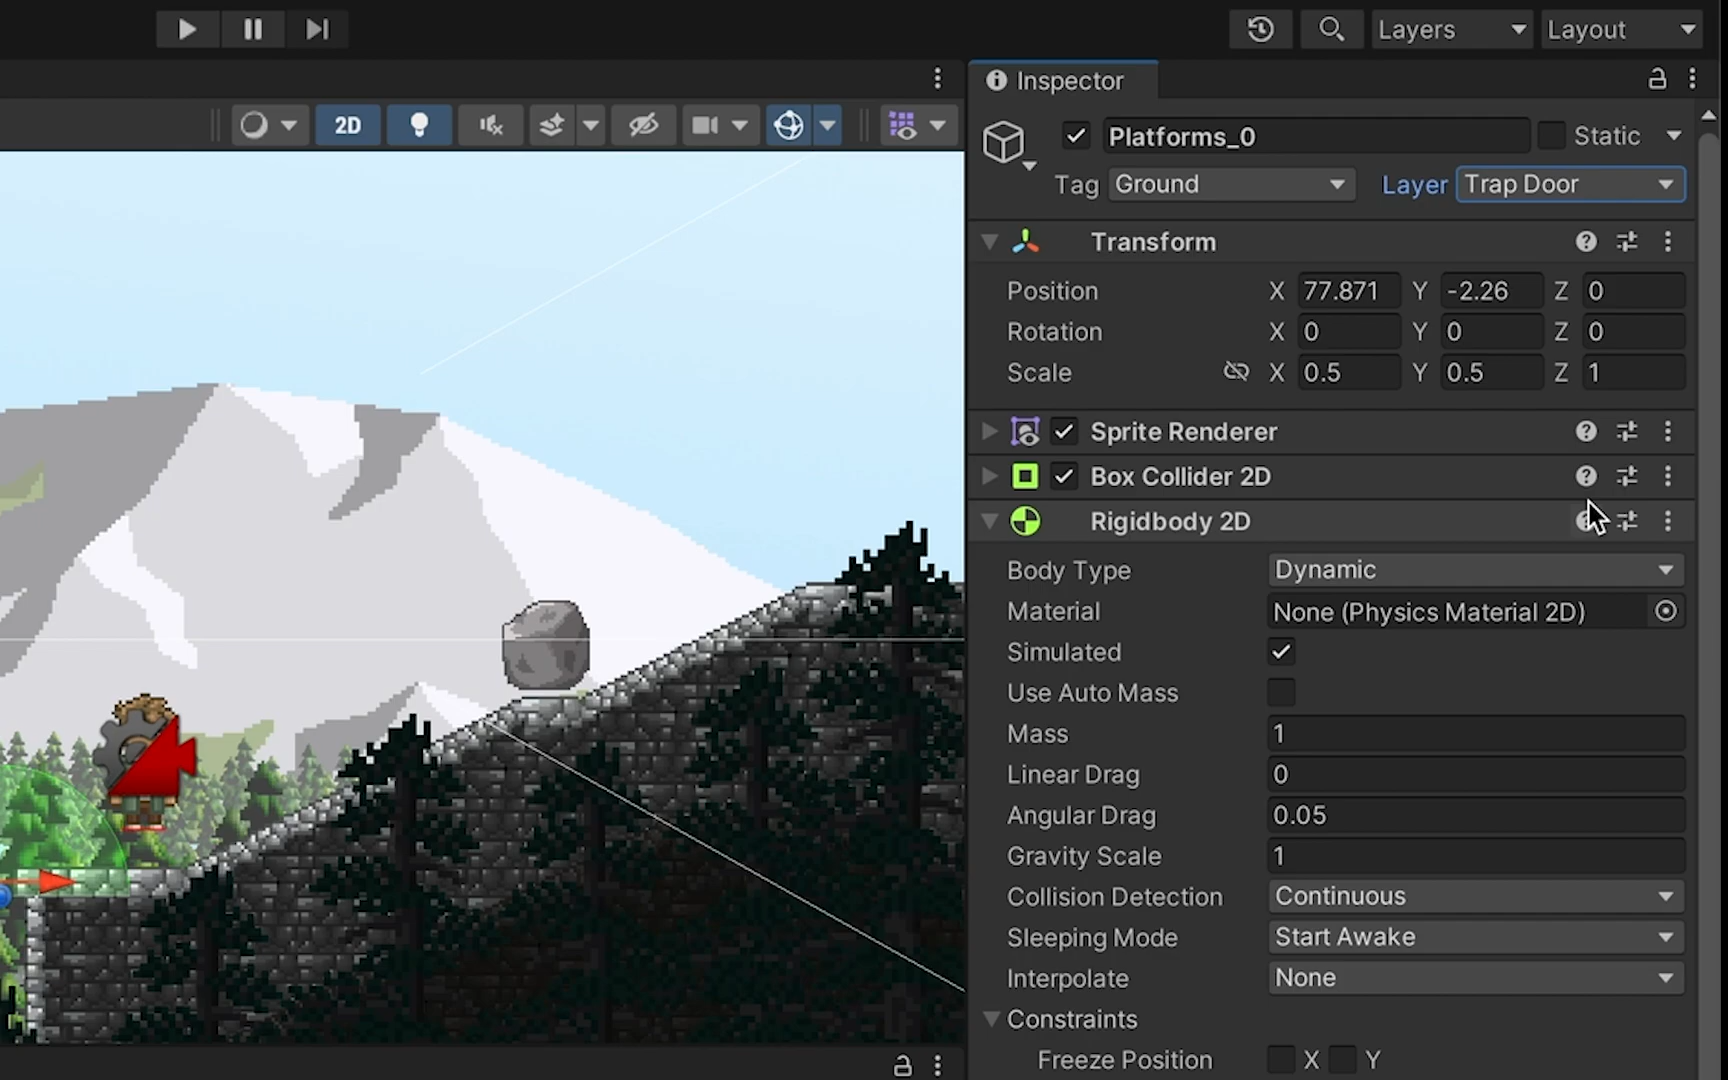 Layers Layout
Inspector
2D
Platforms_0 Static
Tag Ground Layer Trap Door
Transform
Position X 77.871 Y -2.26 Z 0
Rotation X 0 Y 0 Z 0
Scale X 0.5 Y 0.5 Z 1
Sprite Renderer
Box Collider 2D
Rigidbody 2D
Body Type Dynamic
Material None (Physics Material 2D)
Simulated
Use Auto Mass
Mass 1
Linear Drag 0
Angular Drag 0.05
Gravity Scale 1
Collision Detection Continuous
Sleeping Mode Start Awake
Interpolate None
Constraints
Freeze Position X Y